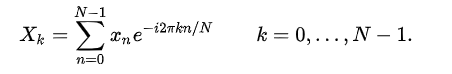 X_k = \sum_{n=0}^{N-1} x_n e^{-i2\pi kn/N} \qquad k = 0, \ldots, N-1.